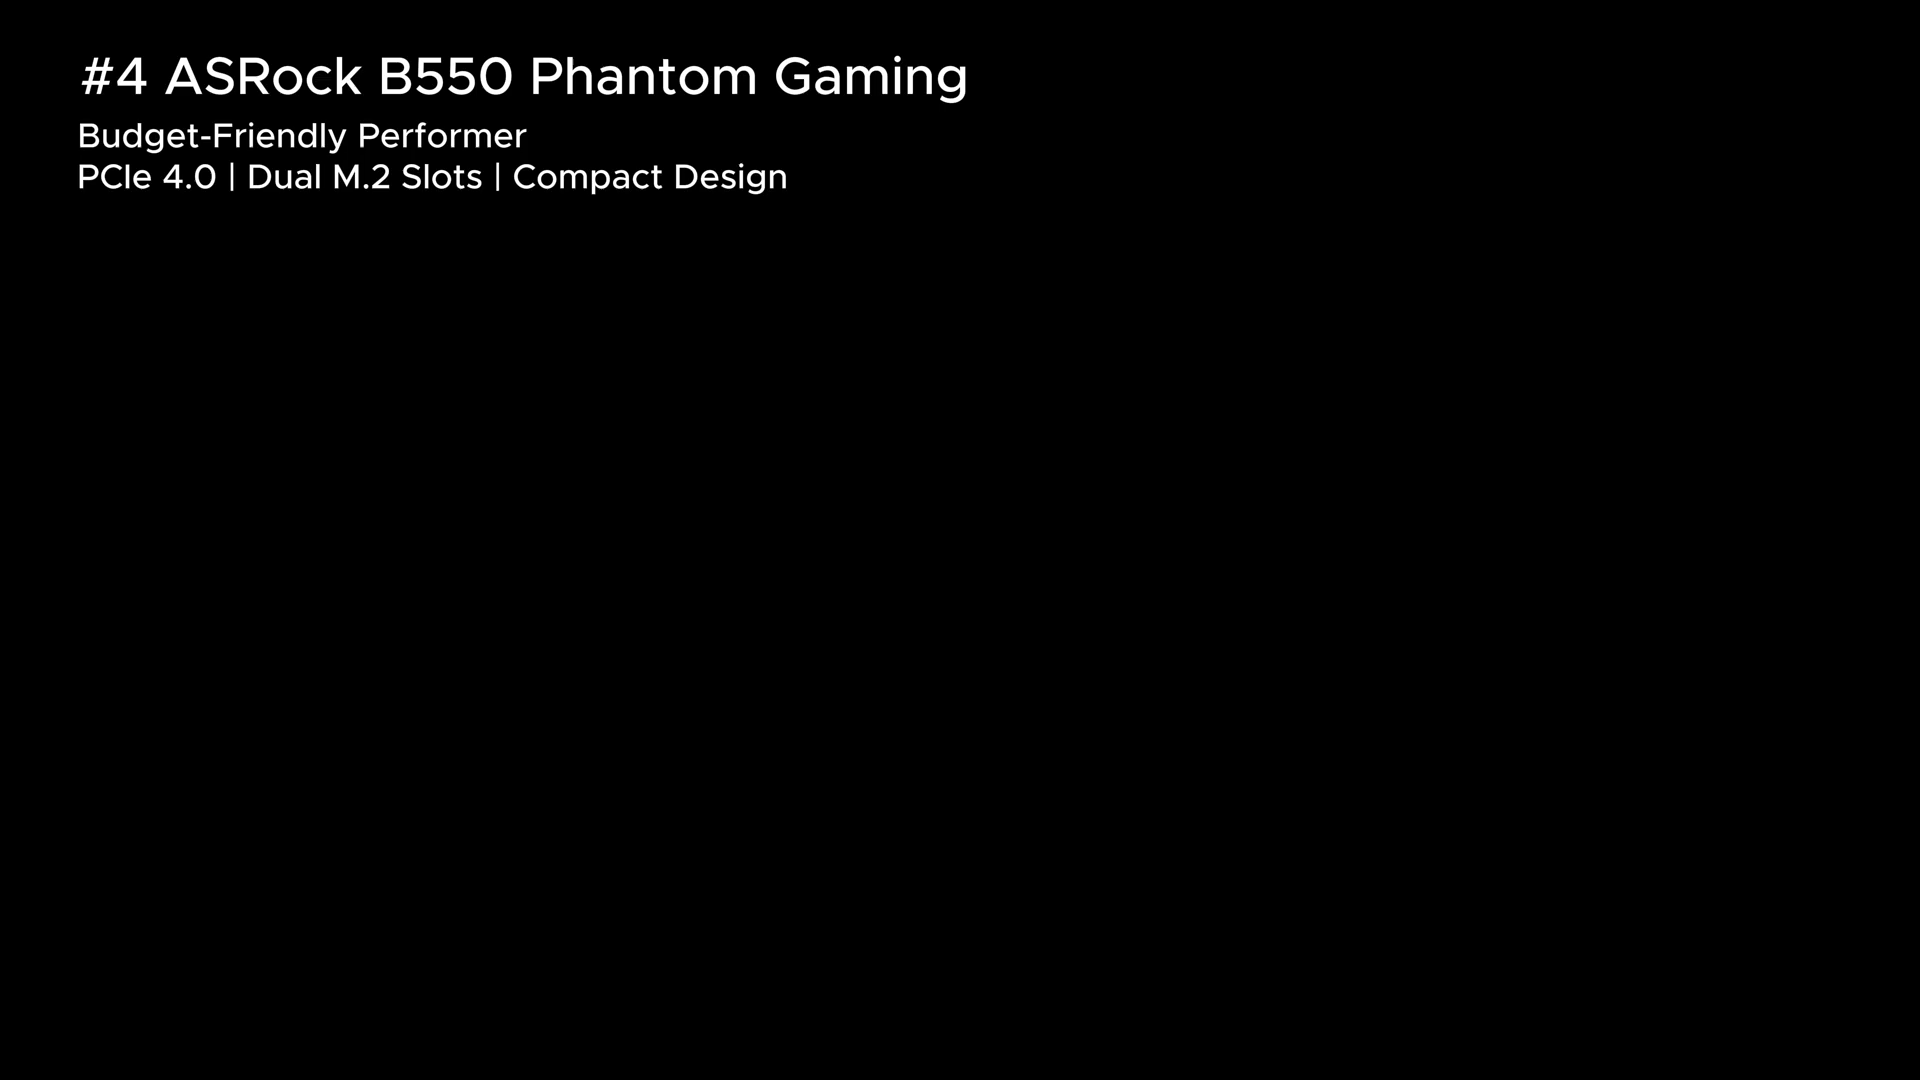 #4 ASRock B550 Phantom Gaming
Budget-Friendly Performer
PCIe 4.0 | Dual M.2 Slots | Compact Design